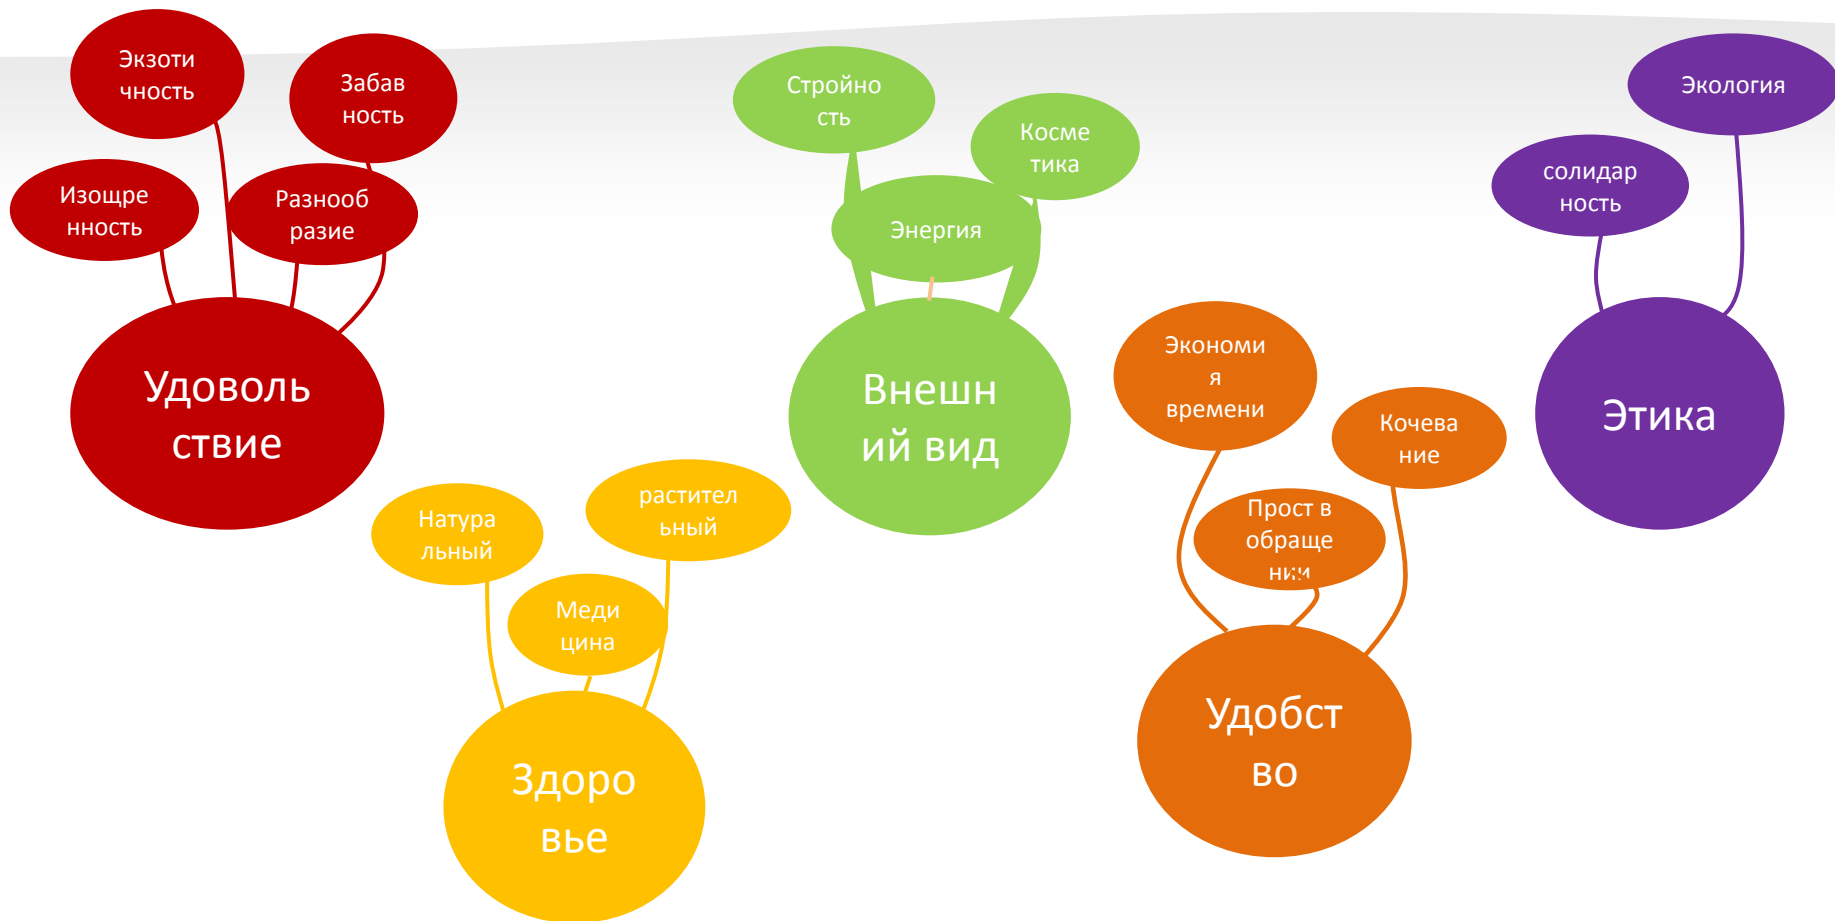 Экзоти
чность
Забав
ность
Изощре
нность
Разнооб
разие
Удоволь
ствие
Стройно
сть
Косме
тика
Энергия
Внешн
ий вид
Экология
солидар
ность
Этика
Экономи
я
времени
Кочева
ние
Прост в
обраще
нии
Удобст
во
Натура
льный
растител
ьный
Меди
цина
Здоро
вье